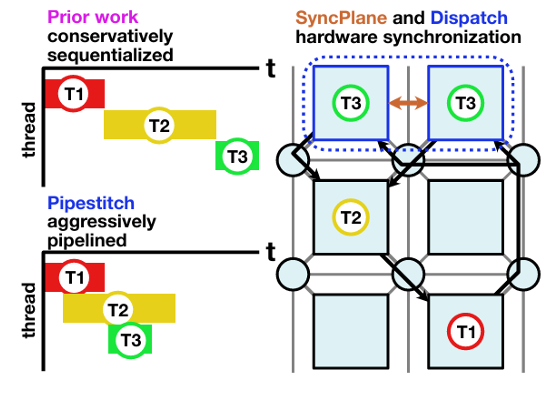 Prior work
conservatively
sequentialized
t
T1
T2
T3
thread
Pipestitch
aggressively
pipelined
t
T1
T2
T3
thread
SyncPlane and Dispatch
hardware synchronization
T3
T3
T2
T1